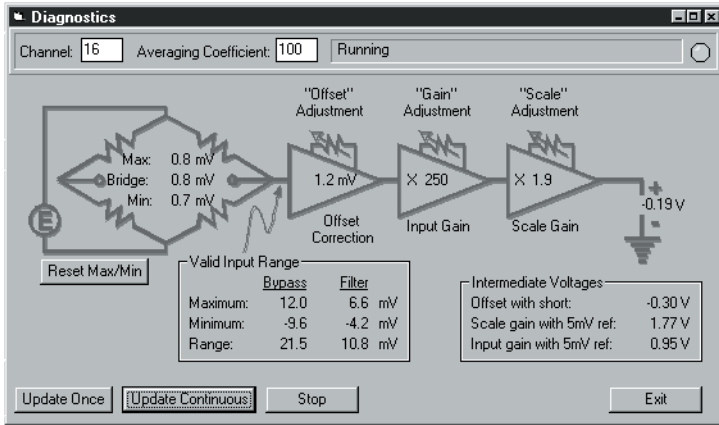 Diagnostics
Channel: 16 Averaging Coefficient: 100 Running
"Offset" Adjustment
"Gain" Adjustment
"Scale" Adjustment
Max: 0.8 mV
Bridge: 0.8 mV
Min: 0.7 mV
E
1.2 mV
X 250
X 1.9
+
-0.19 V
-
Offset Correction
Input Gain
Scale Gain
Reset Max/Min
Valid Input Range
Bypass Filter
Maximum: 12.0 6.6 mV
Minimum: -9.6 -4.2 mV
Range: 21.5 10.8 mV
Intermediate Voltages
Offset with short: -0.30 V
Scale gain with 5mV ref: 1.77 V
Input gain with 5mV ref: 0.95 V
Update Once Update Continuous Stop Exit